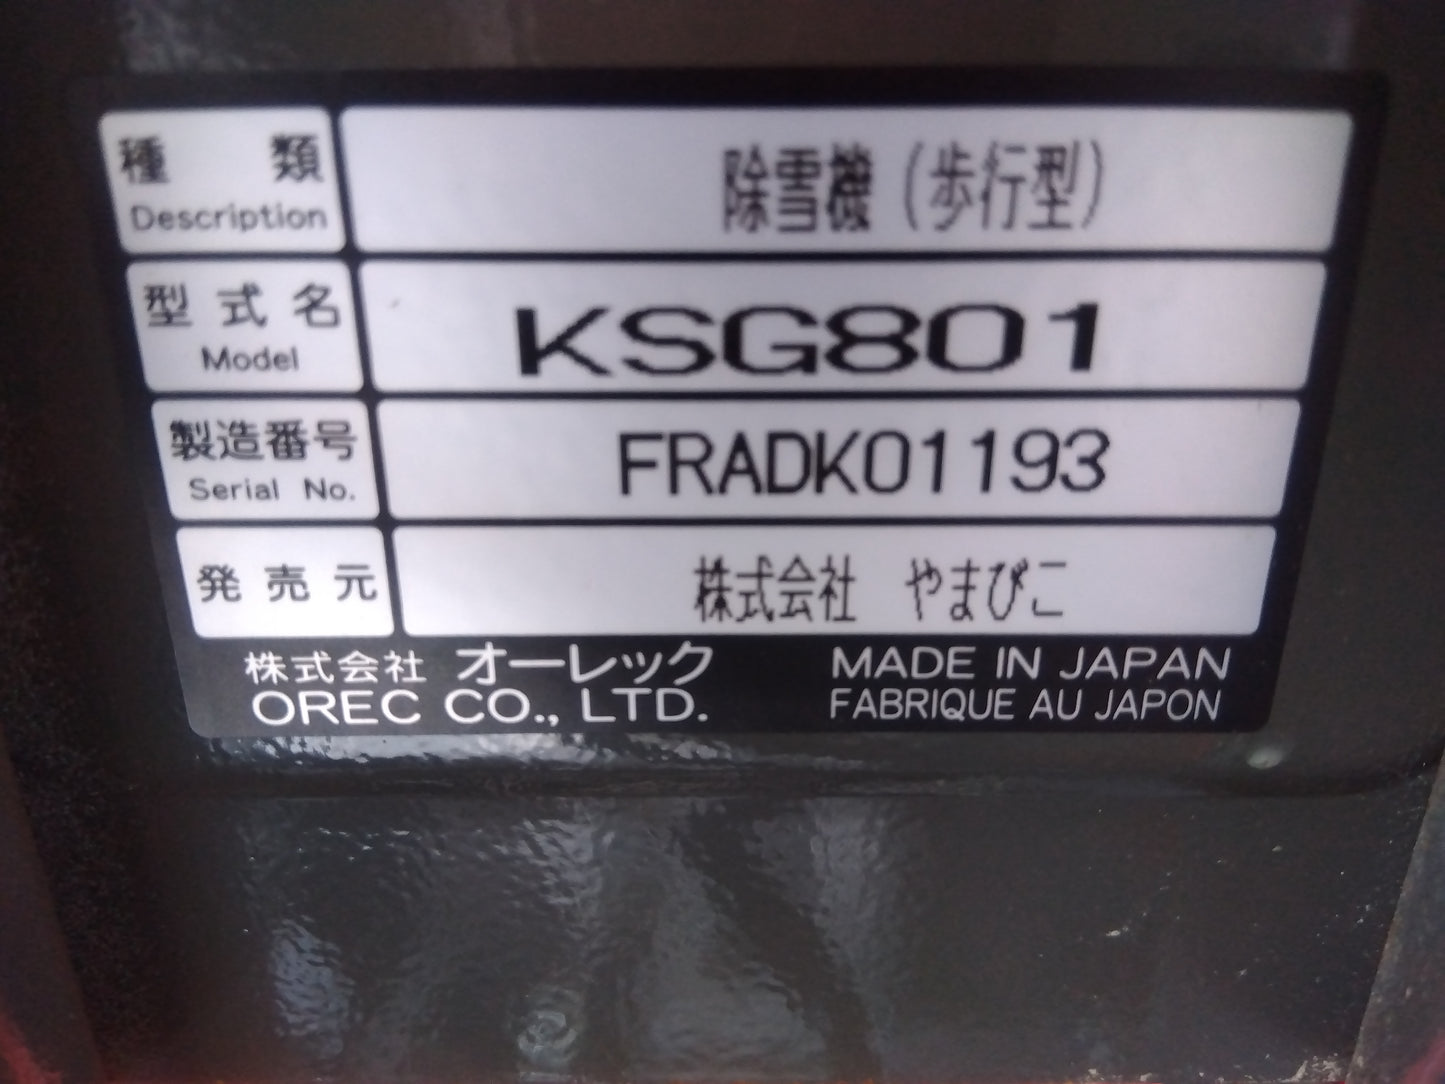 種 類 除雪機(歩行型)
Description
型式名 KSG801
Model
製造番号 FRADK01193
Serial No.
発売元 株式会社 やまびこ
株式会社 オーレック MADE IN JAPAN
OREC CO., LTD. FABRIQUE AU JAPON